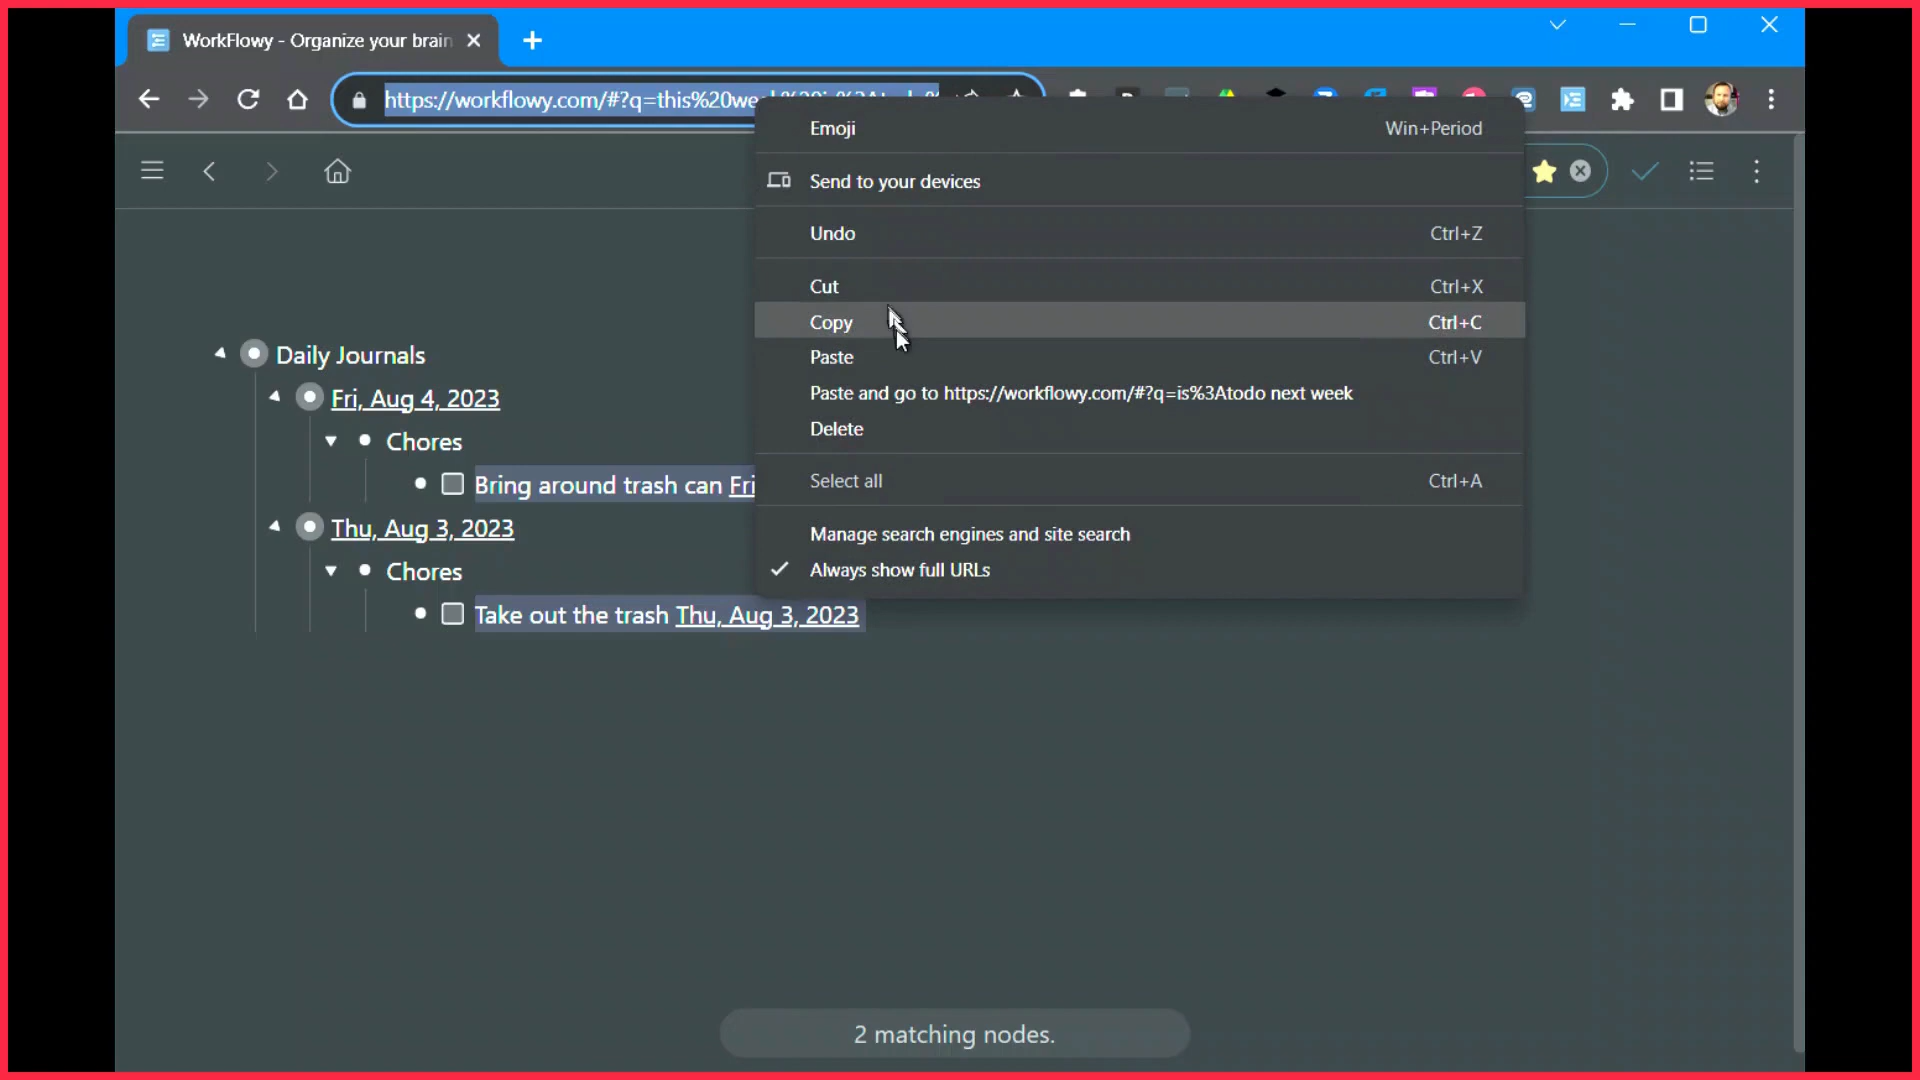 WorkFlowy - Organize your brain
https://workflowy.com/#?q=this%20we
Emoji Win+Period
Send to your devices
Undo Ctrl+Z
Cut Ctrl+X
Copy Ctrl+C
Paste Ctrl+V
Paste and go to https://workflowy.com/#?q=is%3Atodo next week
Delete
Select all Ctrl+A
Manage search engines and site search
Always show full URLs
Daily Journals
Fri, Aug 4, 2023
Chores
Bring around trash can Fri
Thu, Aug 3, 2023
Chores
Take out the trash Thu, Aug 3, 2023
2 matching nodes.